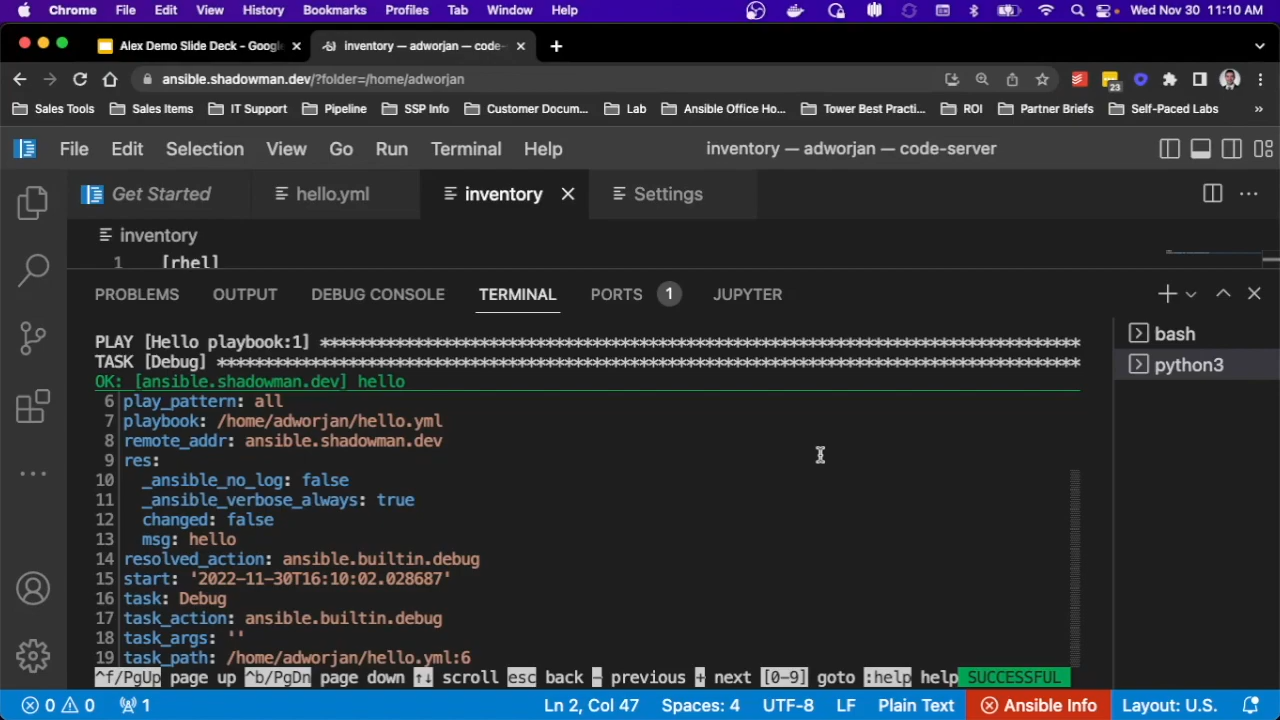 Chrome File Edit View History Bookmarks Profiles Tab Window Help Wed Nov 30 11:10 AM
Alex Demo Slide Deck - Google inventory — adworjan — code-
ansible.shadowman.dev/?folder=/home/adworjan 23
Sales Tools Sales Items IT Support Pipeline SSP Info Customer Docum... Lab Ansible Office Ho... Tower Best Practi... ROI Partner Briefs Self-Paced Labs »
File Edit Selection View Go Run Terminal Help inventory — adworjan — code-server
Get Started hello.yml inventory Settings
inventory
1 [rhel]
PROBLEMS OUTPUT DEBUG CONSOLE TERMINAL PORTS 1 JUPYTER
PLAY [Hello playbook:1] ******************************************************************************
TASK [Debug] *****************************************************************************************
OK: [ansible.shadowman.dev] hello
6 play_pattern: all
7 playbook: /home/adworjan/hello.yml
8 remote_addr: ansible.shadowman.dev
9 res:
10 _ansible_no_log: false
11 _ansible_verbose_always: true
12 changed: false
13 msg: hello
14 resolved_action: ansible.builtin.debug
15 start: '2022-11-30T16:10:02.028687'
16 task: Debug
17 task_action: ansible.builtin.debug
18 task_args: ''
19 task_path: /home/adworjan/hello.yml:6
^f/PgUp page up ^b/PgDn page down ↑↓ scroll esc back - previous + next [0-9] goto :help help SUCCESSFUL
bash
python3
0 0 1 Ln 2, Col 47 Spaces: 4 UTF-8 LF Plain Text Ansible Info Layout: U.S.